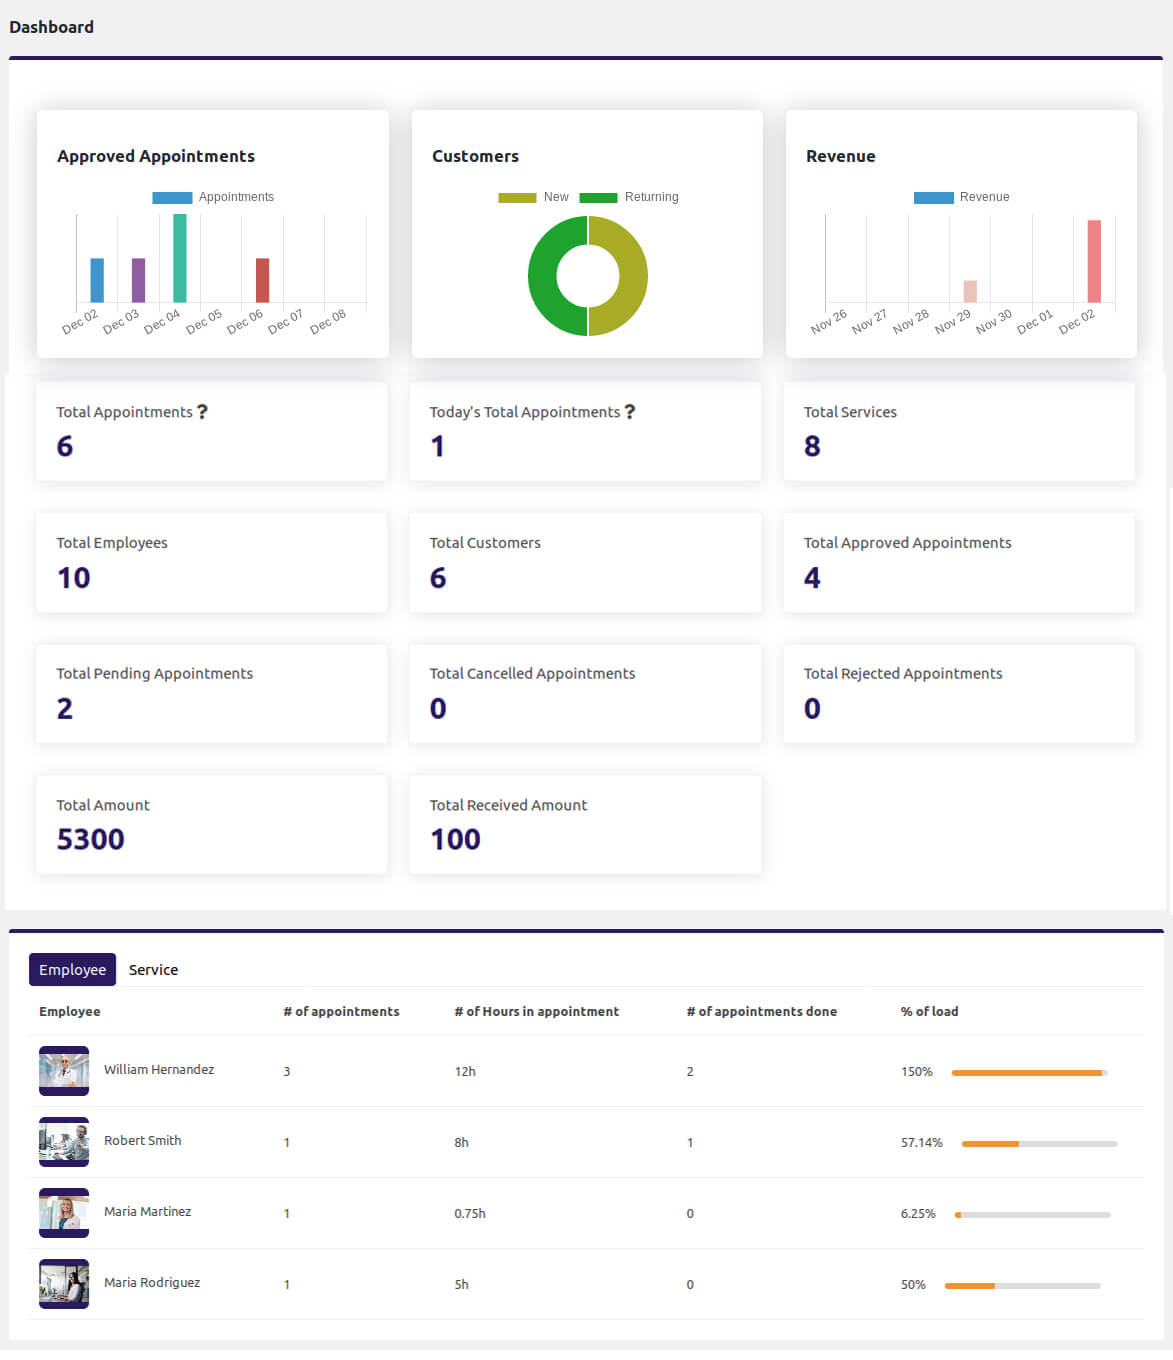 Dashboard
Approved Appointments
Appointments
Dec 02 Dec 03 Dec 04 Dec 05 Dec 06 Dec 07 Dec 08
Customers
New Returning
Revenue
Revenue
Nov 26 Nov 27 Nov 28 Nov 29 Nov 30 Dec 01 Dec 02
Total Appointments ?
6
Today's Total Appointments ?
1
Total Services
8
Total Employees
10
Total Customers
6
Total Approved Appointments
4
Total Pending Appointments
2
Total Cancelled Appointments
0
Total Rejected Appointments
0
Total Amount
5300
Total Received Amount
100
Employee Service
Employee # of appointments # of Hours in appointment # of appointments done % of load
William Hernandez 3 12h 2 150%
Robert Smith 1 8h 1 57.14%
Maria Martinez 1 0.75h 0 6.25%
Maria Rodriguez 1 5h 0 50%